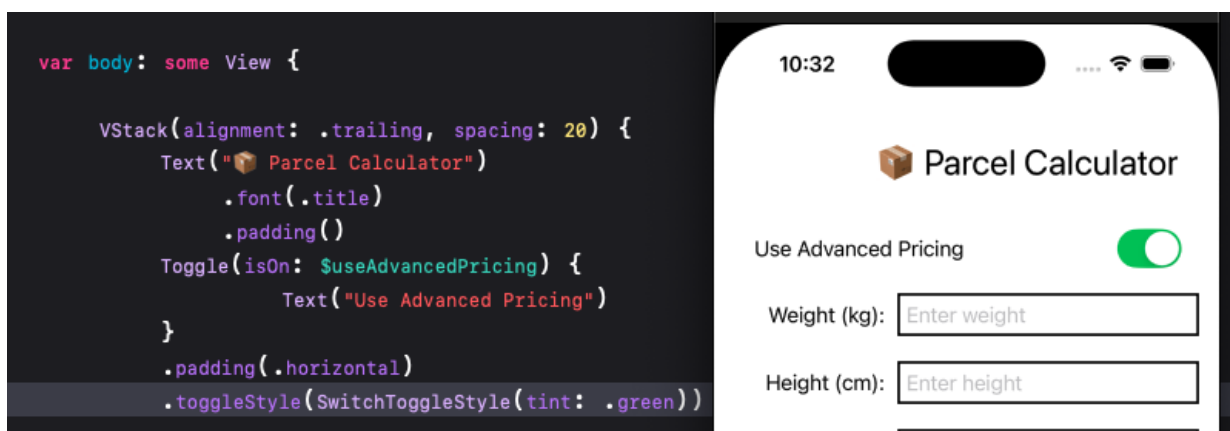 var body: some View {
VStack(alignment: .trailing, spacing: 20) {
Text("📦 Parcel Calculator")
.font(.title)
.padding()
Toggle(isOn: $useAdvancedPricing) {
Text("Use Advanced Pricing")
}
.padding(.horizontal)
.toggleStyle(SwitchToggleStyle(tint: .green))
10:32
📦 Parcel Calculator
Use Advanced Pricing
Weight (kg): Enter weight
Height (cm): Enter height